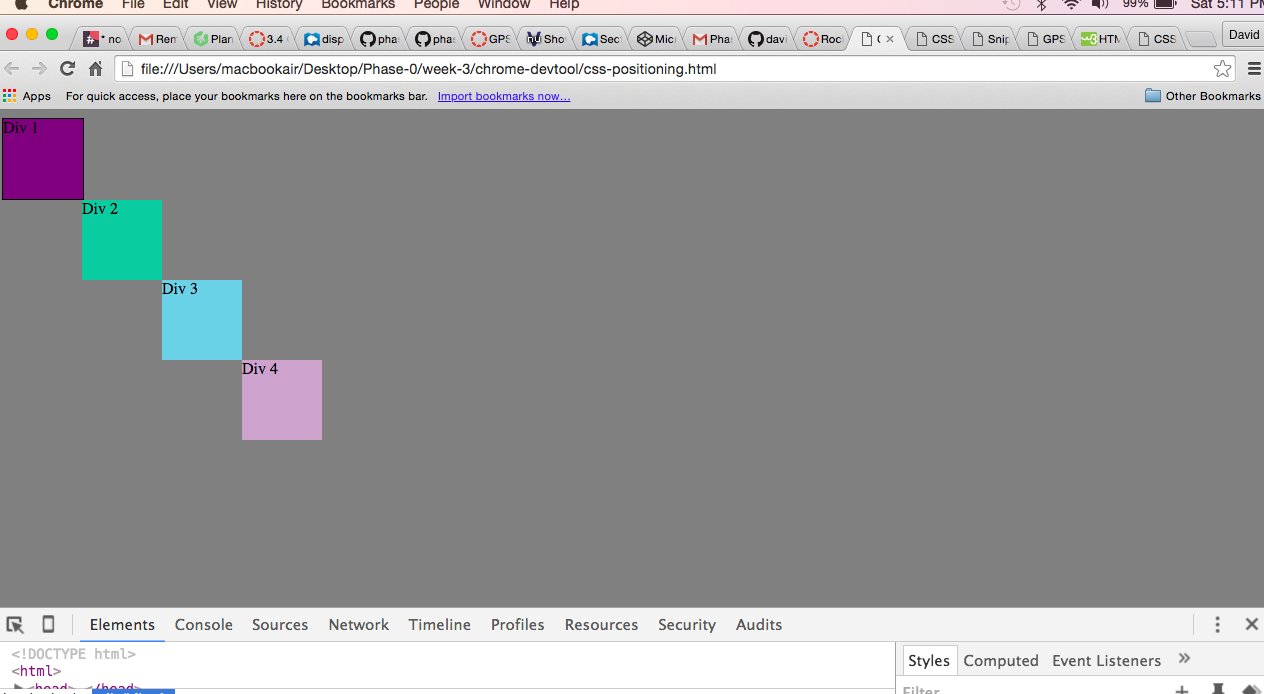 Chrome File Edit View History Bookmarks People Window Help 99% Sat 5:11 PM
* no Rem Plan 3.4 disp pha pha GPS Sho Sec Mic Pha davi Roc C CSS Snip GPS w3 HTM CSS David
file:///Users/macbookair/Desktop/Phase-0/week-3/chrome-devtool/css-positioning.html
Apps For quick access, place your bookmarks here on the bookmarks bar. Import bookmarks now... Other Bookmarks
Div 1
Div 2
Div 3
Div 4
Elements Console Sources Network Timeline Profiles Resources Security Audits
<!DOCTYPE html>
<html>
<head>…</head>
Styles Computed Event Listeners »
Filter